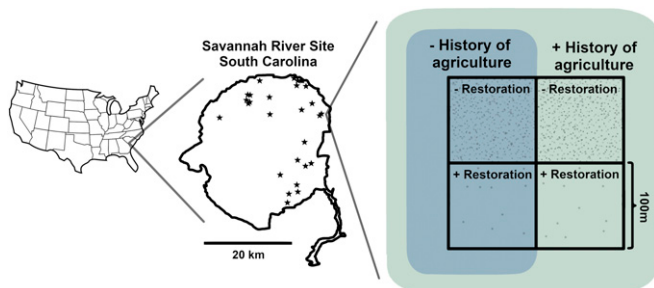 Savannah River Site
South Carolina
20 km
- History of
agriculture
+ History of
agriculture
- Restoration
- Restoration
+ Restoration
+ Restoration
100m